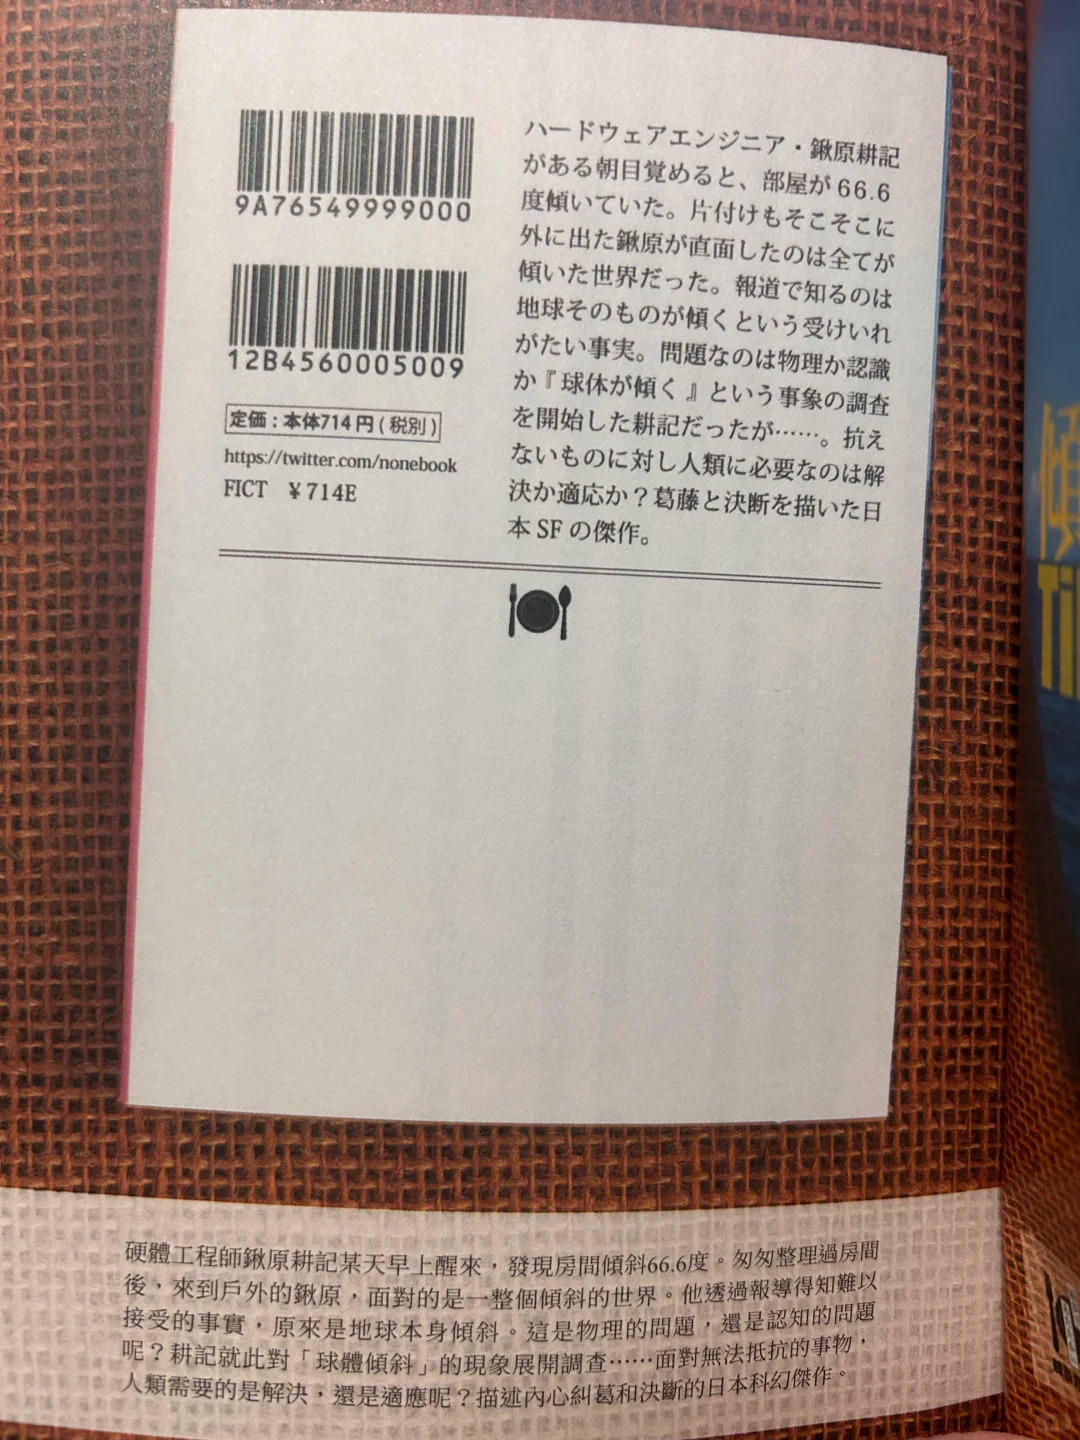 9A76549999000
12B4560005009
定価：本体714円(税別)
https://twitter.com/nonebook
FICT ￥714E
ハードウェアエンジニア・鍬原耕記
がある朝目覚めると、部屋が66.6
度傾いていた。片付けもそこそこに
外に出た鍬原が直面したのは全てが
傾いた世界だった。報道で知るのは
地球そのものが傾くという受けいれ
がたい事実。問題なのは物理か認識
か『球体が傾く』という事象の調査
を開始した耕記だったが……。抗え
ないものに対し人類に必要なのは解
決か適応か？葛藤と決断を描いた日
本SFの傑作。
硬體工程師鍬原耕記某天早上醒來，發現房間傾斜66.6度。匆匆整理過房間
後，來到戶外的鍬原，面對的是一整個傾斜的世界。他透過報導得知難以
接受的事實，原來是地球本身傾斜。這是物理的問題，還是認知的問題
呢？耕記就此對「球體傾斜」的現象展開調查……面對無法抵抗的事物，
人類需要的是解決，還是適應呢？描述內心糾葛和決斷的日本科幻傑作。
傾